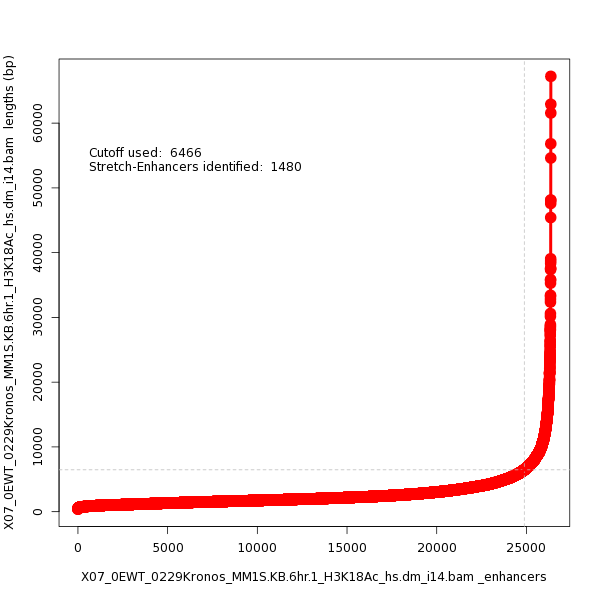 X07_0EWT_0229Kronos_MM1S.KB.6hr.1_H3K18Ac_hs.dm_i14.bam lengths (bp)
60000
50000
40000
30000
20000
10000
0
Cutoff used: 6466
Stretch-Enhancers identified: 1480
0 5000 10000 15000 20000 25000
X07_0EWT_0229Kronos_MM1S.KB.6hr.1_H3K18Ac_hs.dm_i14.bam _enhancers